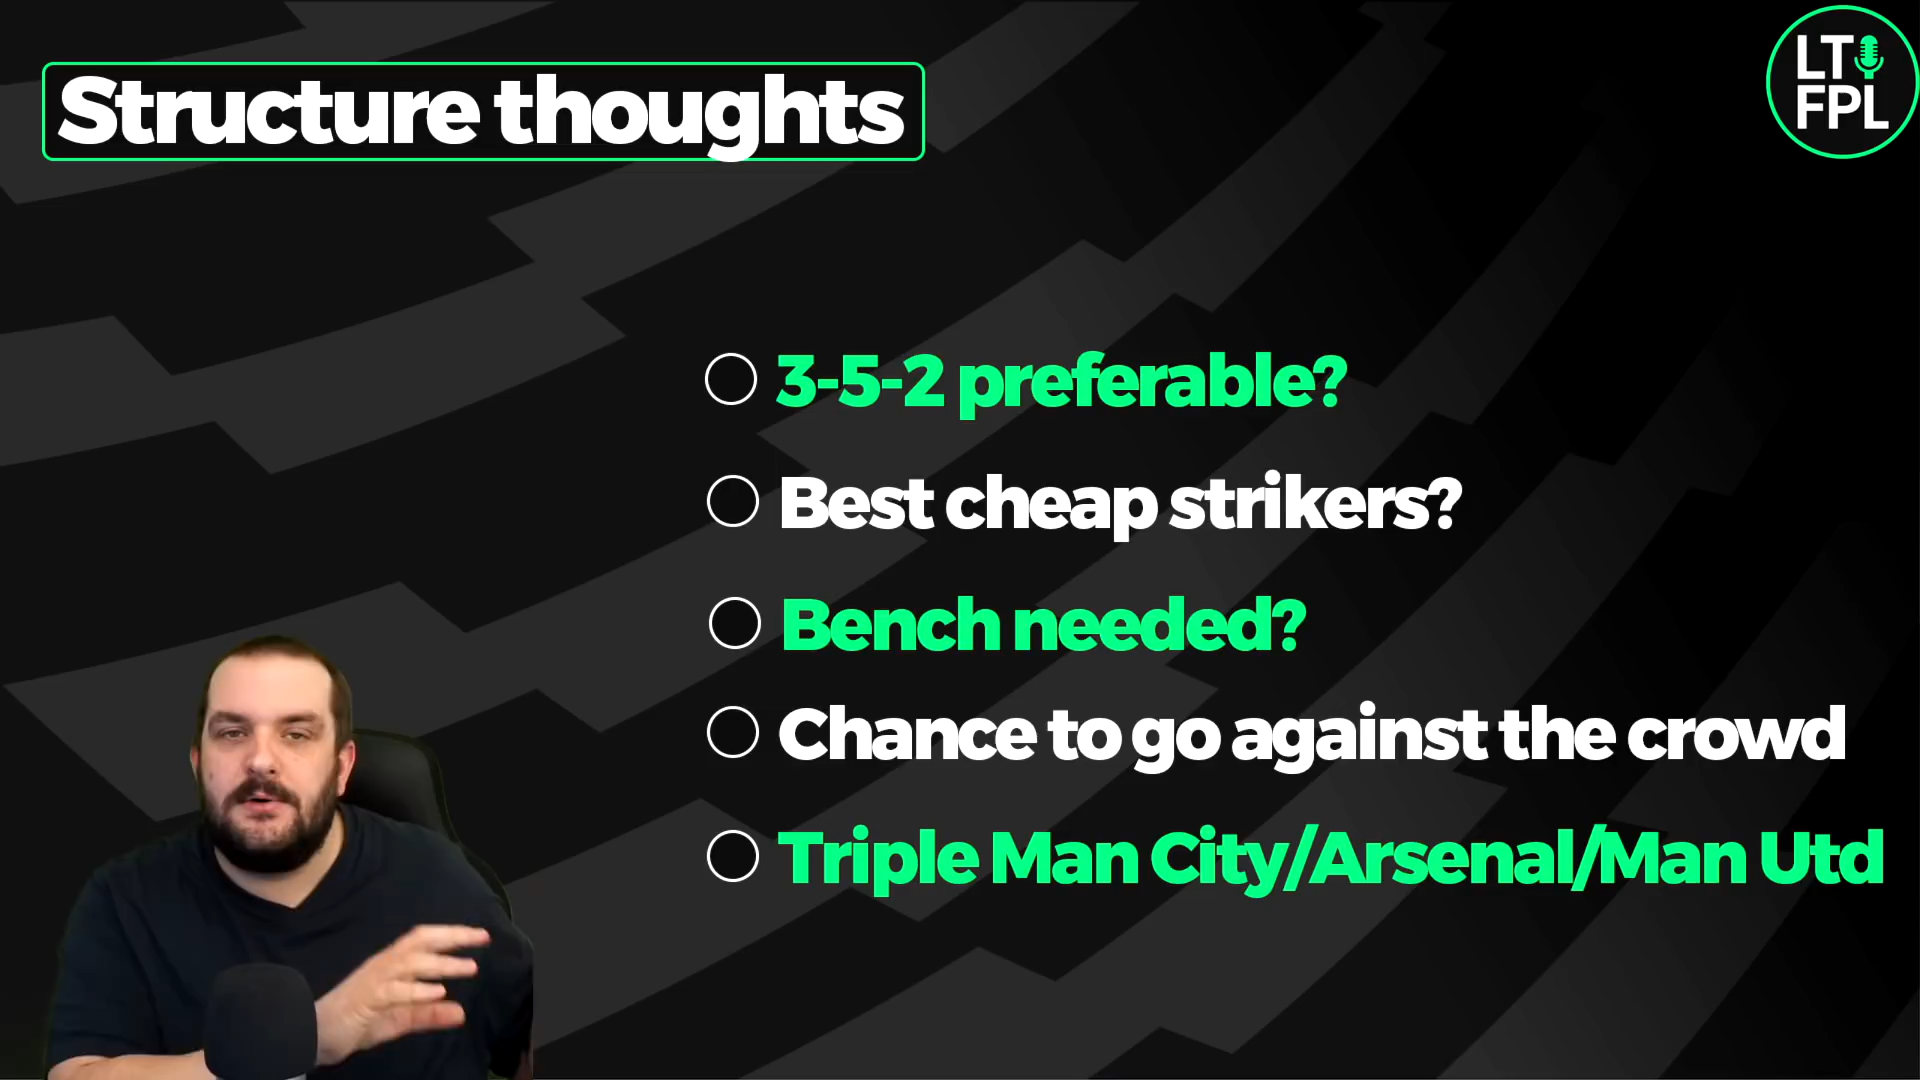 Structure thoughts
LT
FPL
3-5-2 preferable?
Best cheap strikers?
Bench needed?
Chance to go against the crowd
Triple Man City/Arsenal/Man Utd